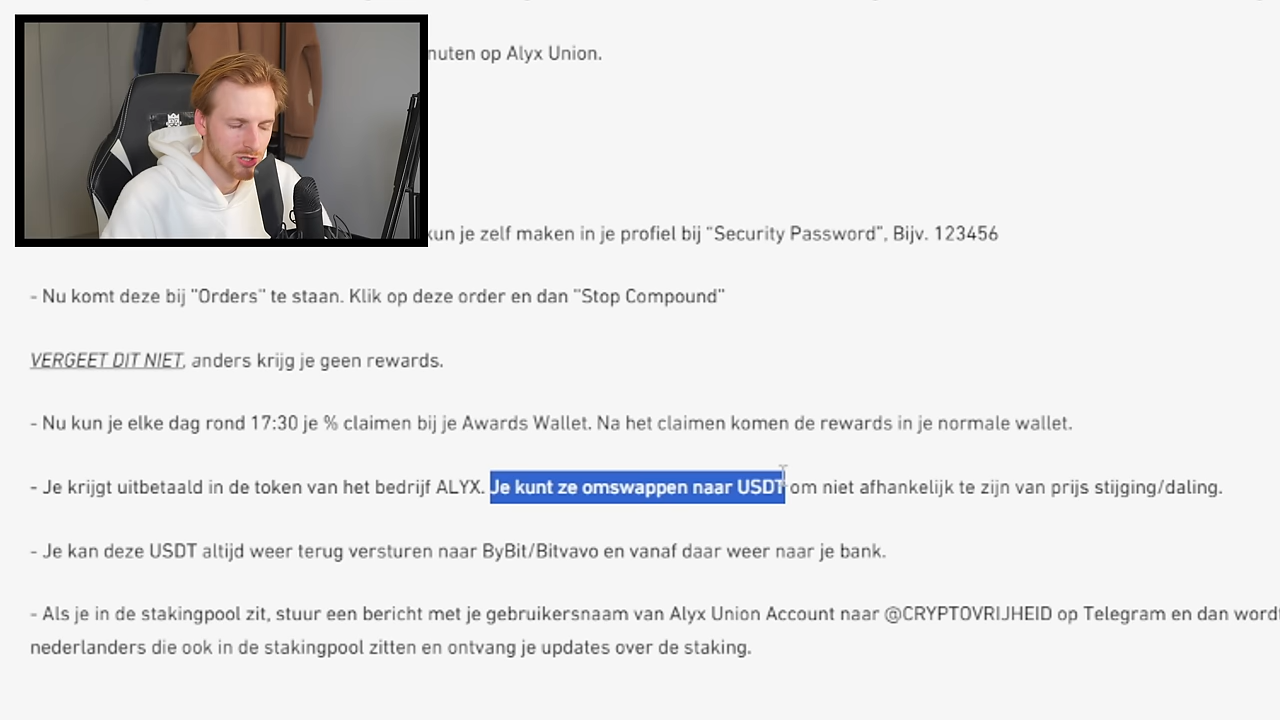 nuten op Alyx Union.
kun je zelf maken in je profiel bij "Security Password", Bijv. 123456
- Nu komt deze bij "Orders" te staan. Klik op deze order en dan "Stop Compound"
VERGEET DIT NIET, anders krijg je geen rewards.
- Nu kun je elke dag rond 17:30 je % claimen bij je Awards Wallet. Na het claimen komen de rewards in je normale wallet.
- Je krijgt uitbetaald in de token van het bedrijf ALYX. Je kunt ze omswappen naar USDT om niet afhankelijk te zijn van prijs stijging/daling.
- Je kan deze USDT altijd weer terug versturen naar ByBit/Bitvavo en vanaf daar weer naar je bank.
- Als je in de stakingpool zit, stuur een bericht met je gebruikersnaam van Alyx Union Account naar @CRYPTOVRIJHEID op Telegram en dan word
nederlanders die ook in de stakingpool zitten en ontvang je updates over de staking.